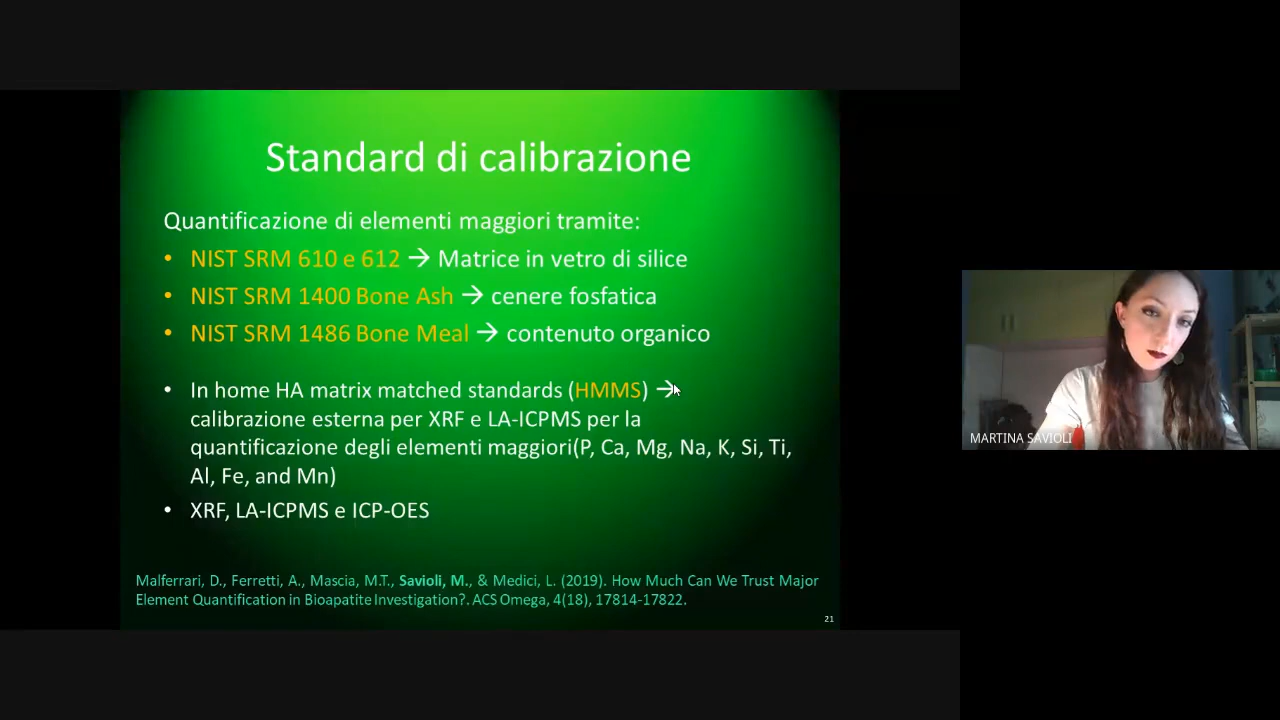 Standard di calibrazione
Quantificazione di elementi maggiori tramite:
• NIST SRM 610 e 612 → Matrice in vetro di silice
• NIST SRM 1400 Bone Ash → cenere fosfatica
• NIST SRM 1486 Bone Meal → contenuto organico
• In home HA matrix matched standards (HMMS) →
calibrazione esterna per XRF e LA-ICPMS per la
quantificazione degli elementi maggiori(P, Ca, Mg, Na, K, Si, Ti,
Al, Fe, and Mn)
• XRF, LA-ICPMS e ICP-OES
Malferrari, D., Ferretti, A., Mascia, M.T., Savioli, M., & Medici, L. (2019). How Much Can We Trust Major
Element Quantification in Bioapatite Investigation?. ACS Omega, 4(18), 17814-17822.
21
MARTINA SAVIOLI